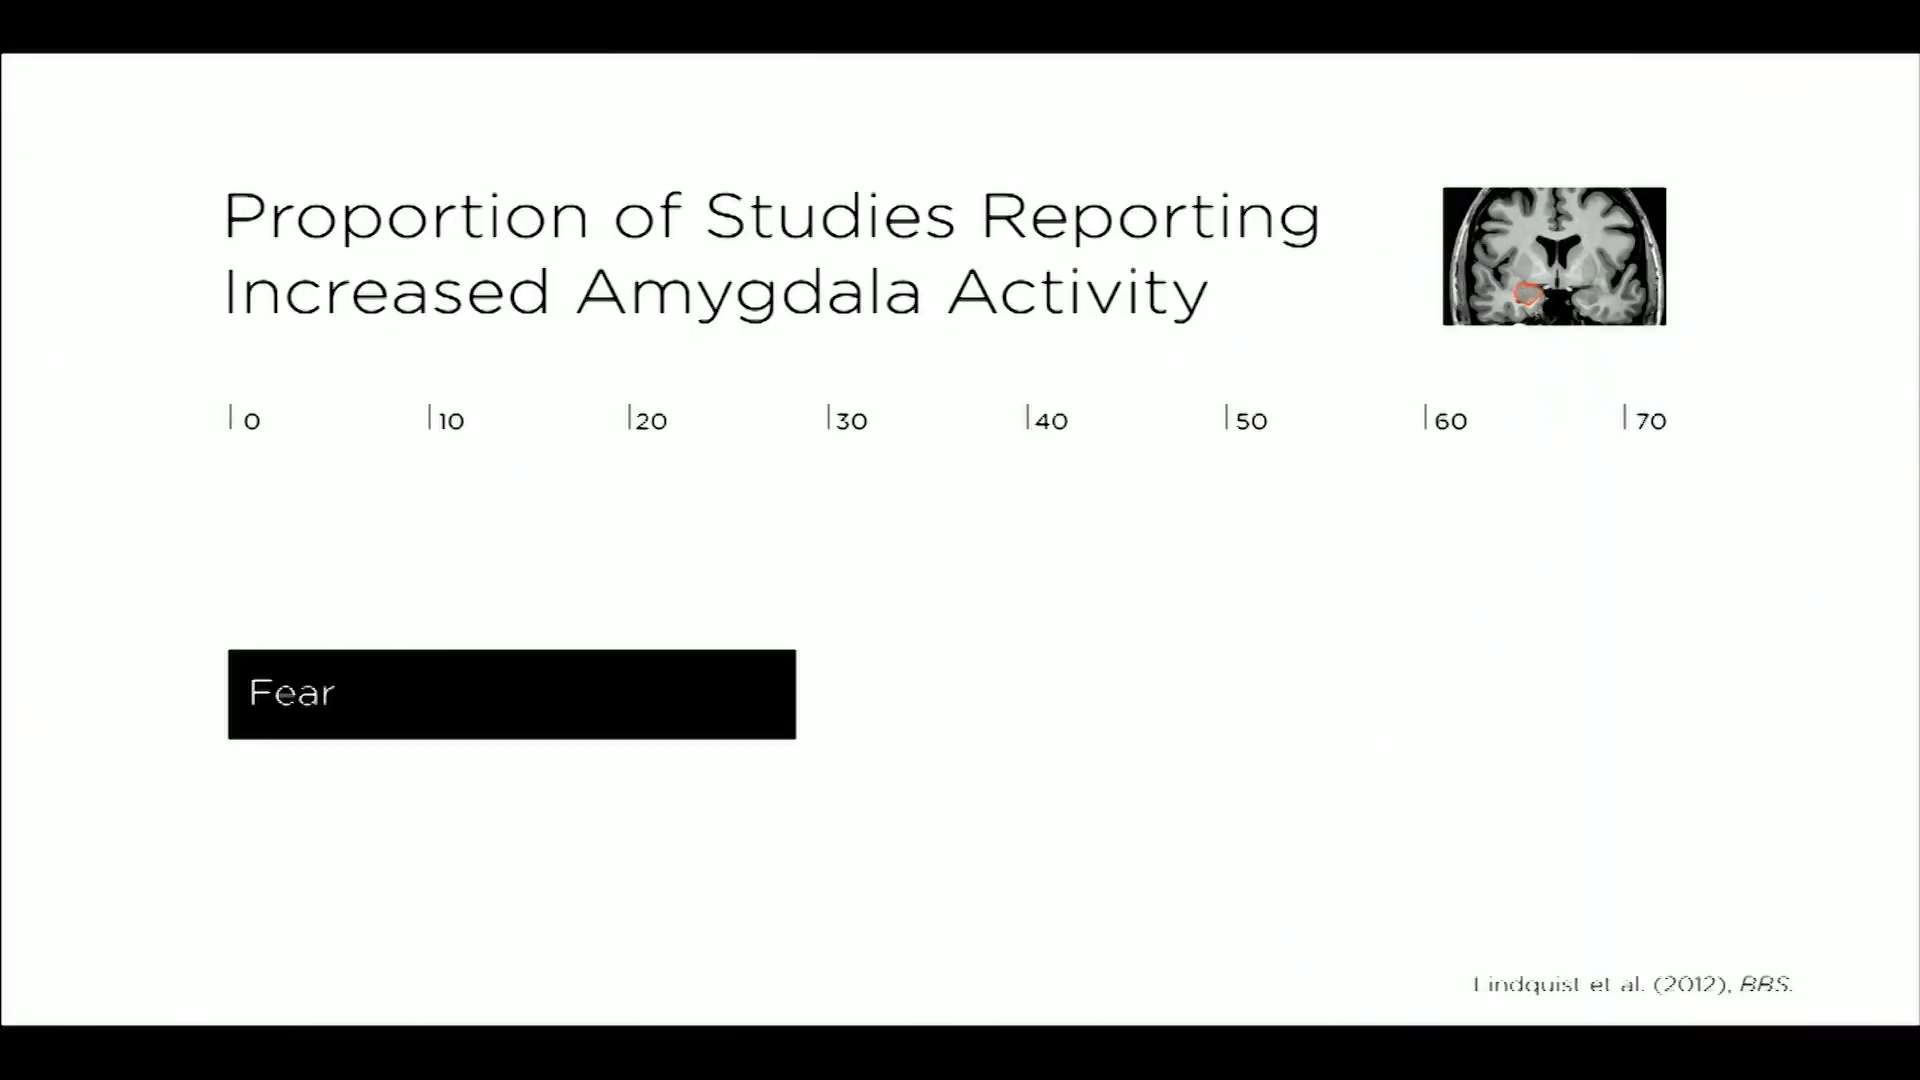 Proportion of Studies Reporting
Increased Amygdala Activity
0 10 20 30 40 50 60 70
Fear
Lindquist et al. (2012), BBS.